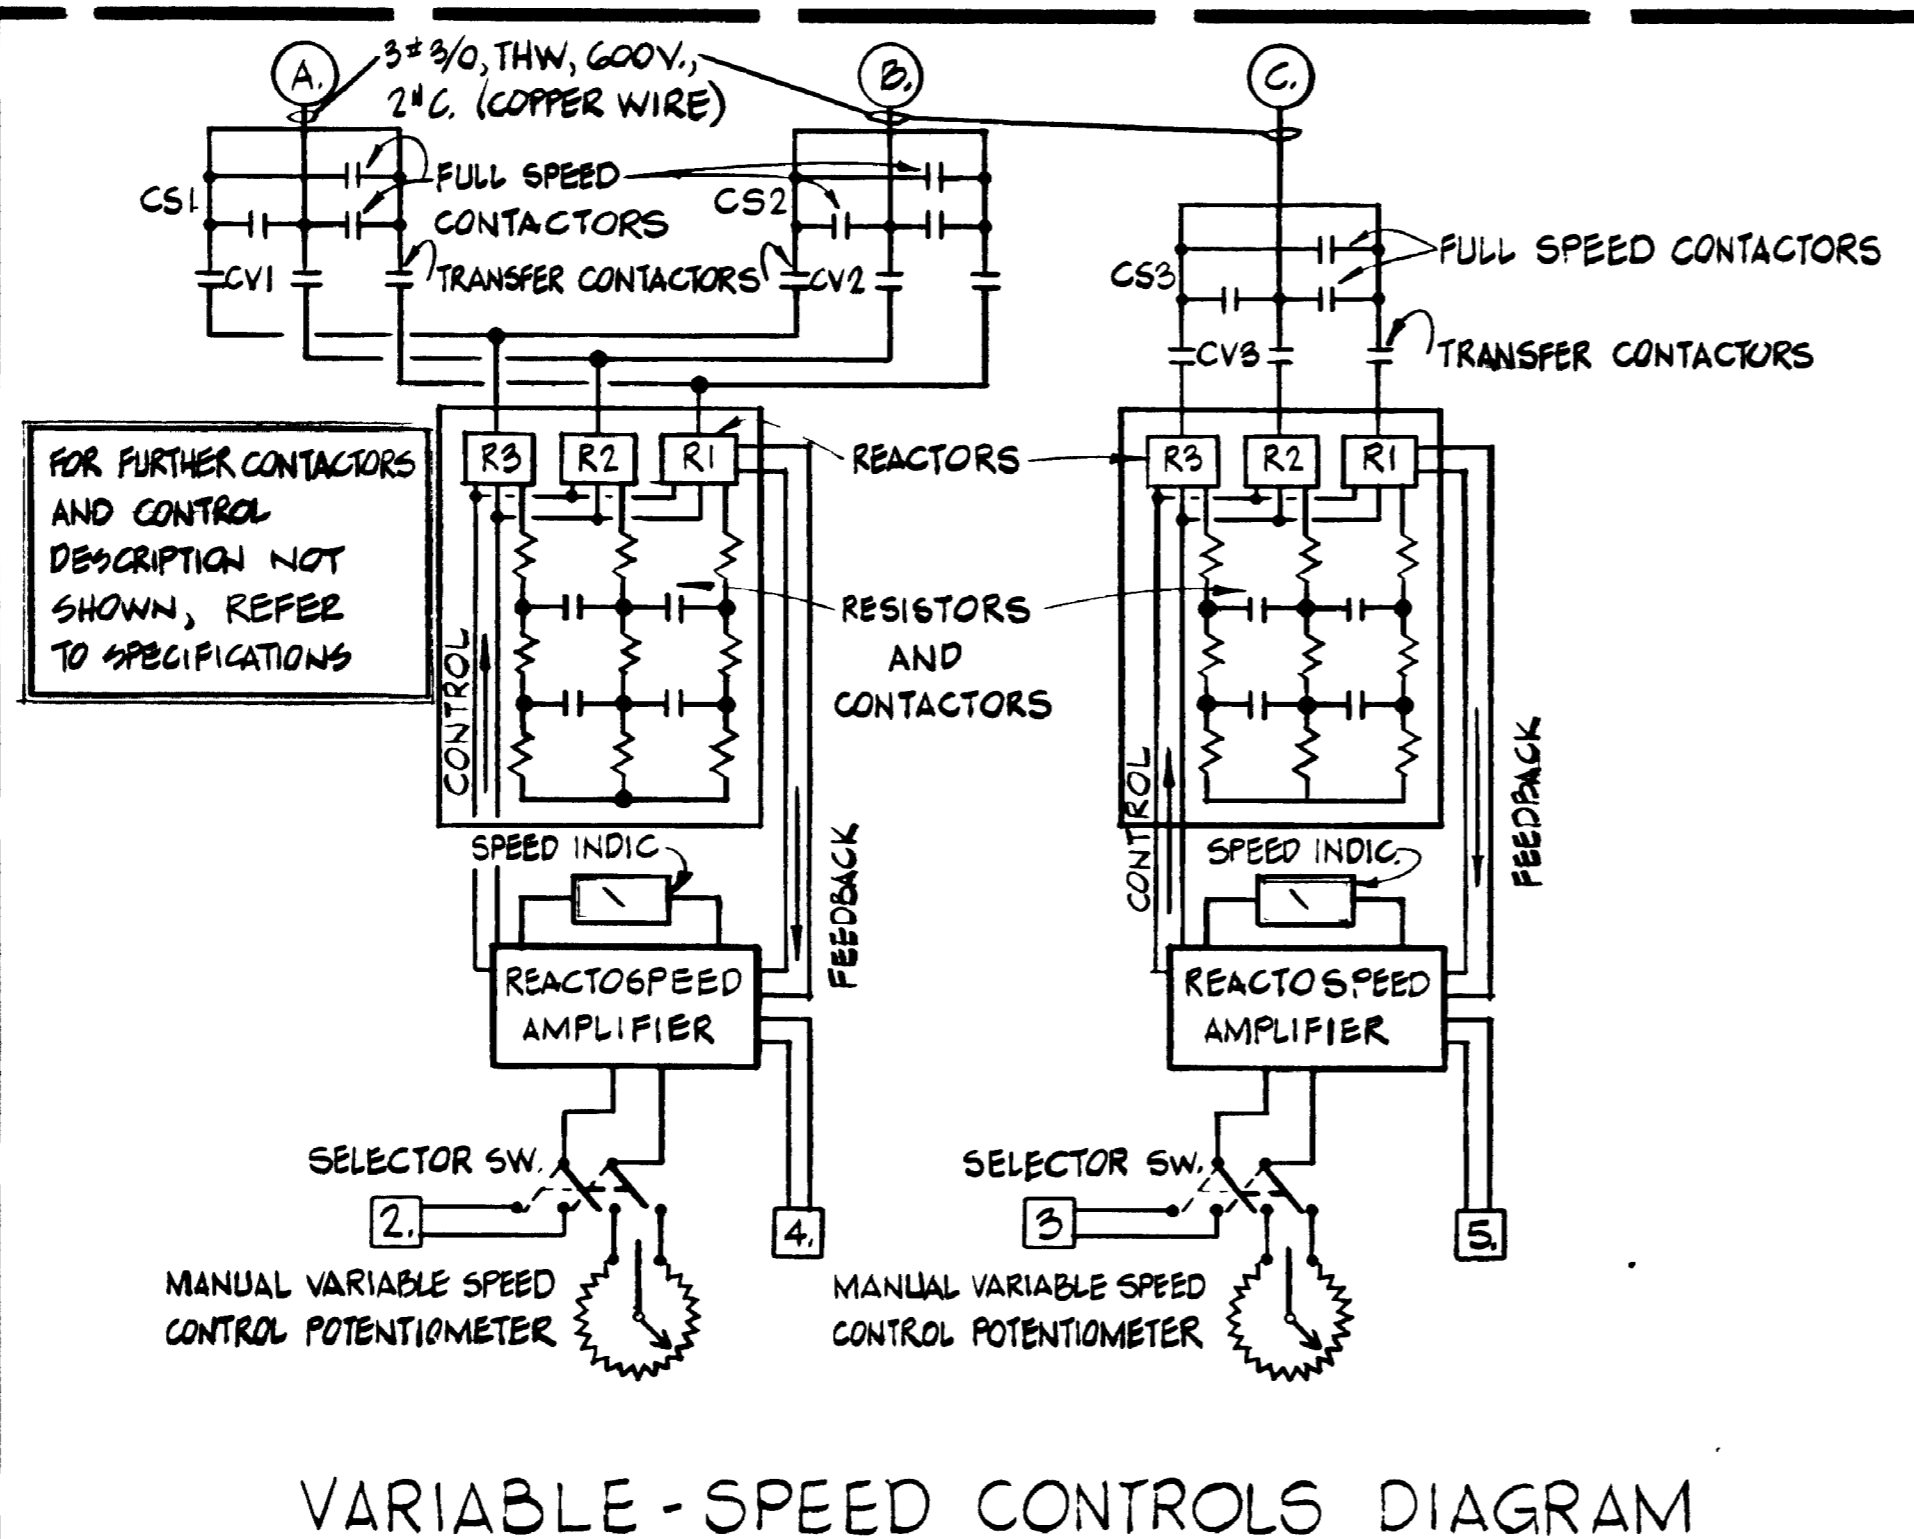 A.
3#3/0, THW, 600V.,
2"C. (COPPER WIRE)
B.
C.
CS1
FULL SPEED
CONTACTORS
CS2
CV1
TRANSFER CONTACTORS
CV2
CS3
FULL SPEED CONTACTORS
CV3
TRANSFER CONTACTORS
FOR FURTHER CONTACTORS
AND CONTROL
DESCRIPTION NOT
SHOWN, REFER
TO SPECIFICATIONS
R3
R2
R1
REACTORS
R3
R2
R1
RESISTORS
AND
CONTACTORS
CONTROL
FEEDBACK
CONTROL
FEEDBACK
SPEED INDIC
SPEED INDIC.
REACTOSPEED
AMPLIFIER
REACTOSPEED
AMPLIFIER
SELECTOR SW.
2.
4.
SELECTOR SW.
3
5.
MANUAL VARIABLE SPEED
CONTROL POTENTIOMETER
MANUAL VARIABLE SPEED
CONTROL POTENTIOMETER
VARIABLE-SPEED CONTROLS DIAGRAM